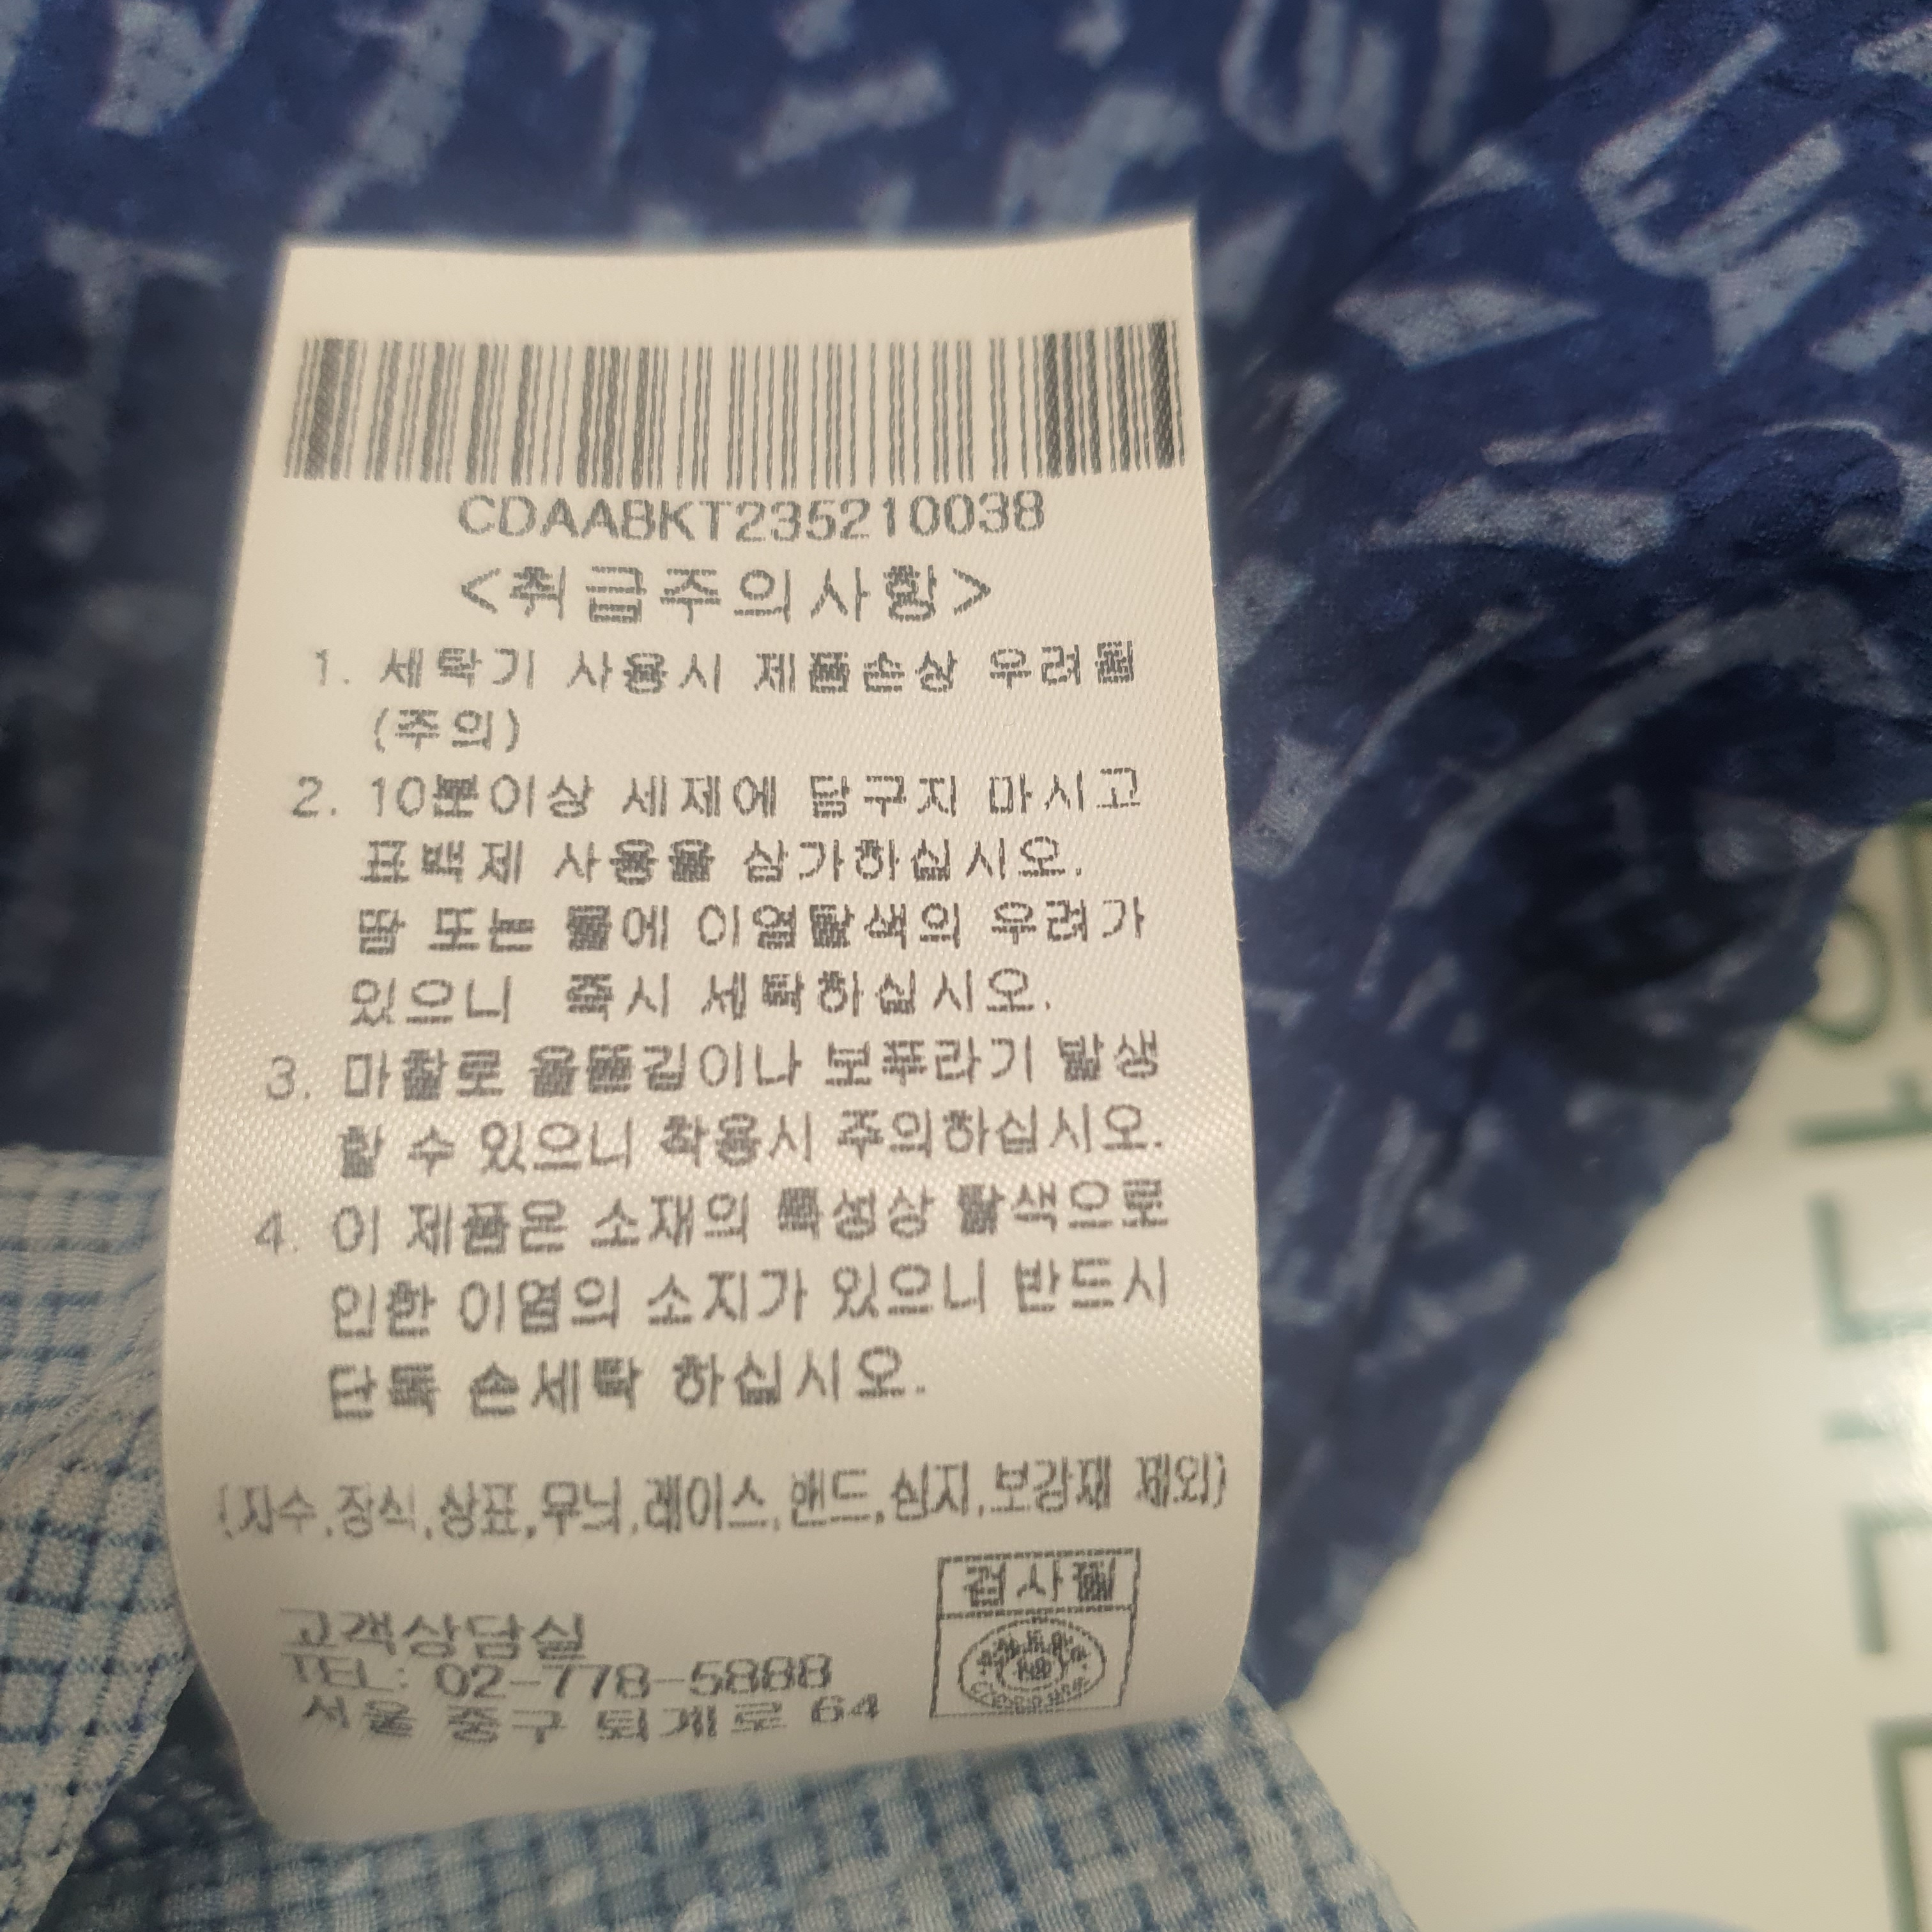 CDAABKT235210038
<취급주의사항>
1. 세탁기 사용시 제품손상 우려됨
(주의)
2. 10분이상 세제에 담구지 마시고
표백제 사용을 삼가하십시오.
땀 또는 물에 이염탈색의 우려가
있으니 즉시 세탁하십시오.
3. 마찰로 올뜯김이나 보푸라기 발생
할 수 있으니 착용시 주의하십시오.
4. 이 제품은 소재의 특성상 탈색으로
인한 이염의 소지가 있으니 반드시
단독 손세탁 하십시오.
(자수,장식,상표,무늬,레이스,밴드,심지,보강재 제외)
검사필
고객상담실
TEL: 02-778-5888
서울 중구 퇴계로 64